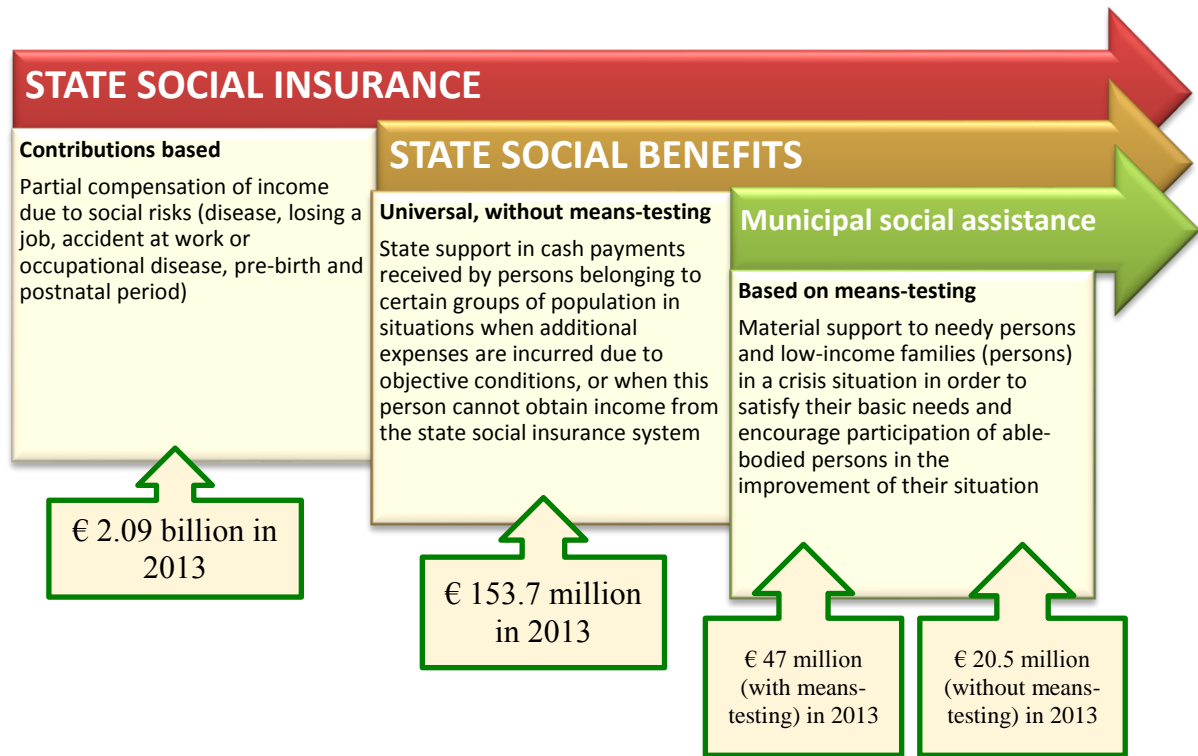 STATE SOCIAL INSURANCE
Contributions based
Partial compensation of income
due to social risks (disease, losing a
job, accident at work or
occupational disease, pre-birth and
postnatal period)
€ 2.09 billion in
2013
STATE SOCIAL BENEFITS
Universal, without means-testing
State support in cash payments
received by persons belonging to
certain groups of population in
situations when additional
expenses are incurred due to
objective conditions, or when this
person cannot obtain income from
the state social insurance system
€ 153.7 million
in 2013
Municipal social assistance
Based on means-testing
Material support to needy persons
and low-income families (persons)
in a crisis situation in order to
satisfy their basic needs and
encourage participation of able-
bodied persons in the
improvement of their situation
€ 47 million
(with means-
testing) in 2013
€ 20.5 million
(without means-
testing) in 2013